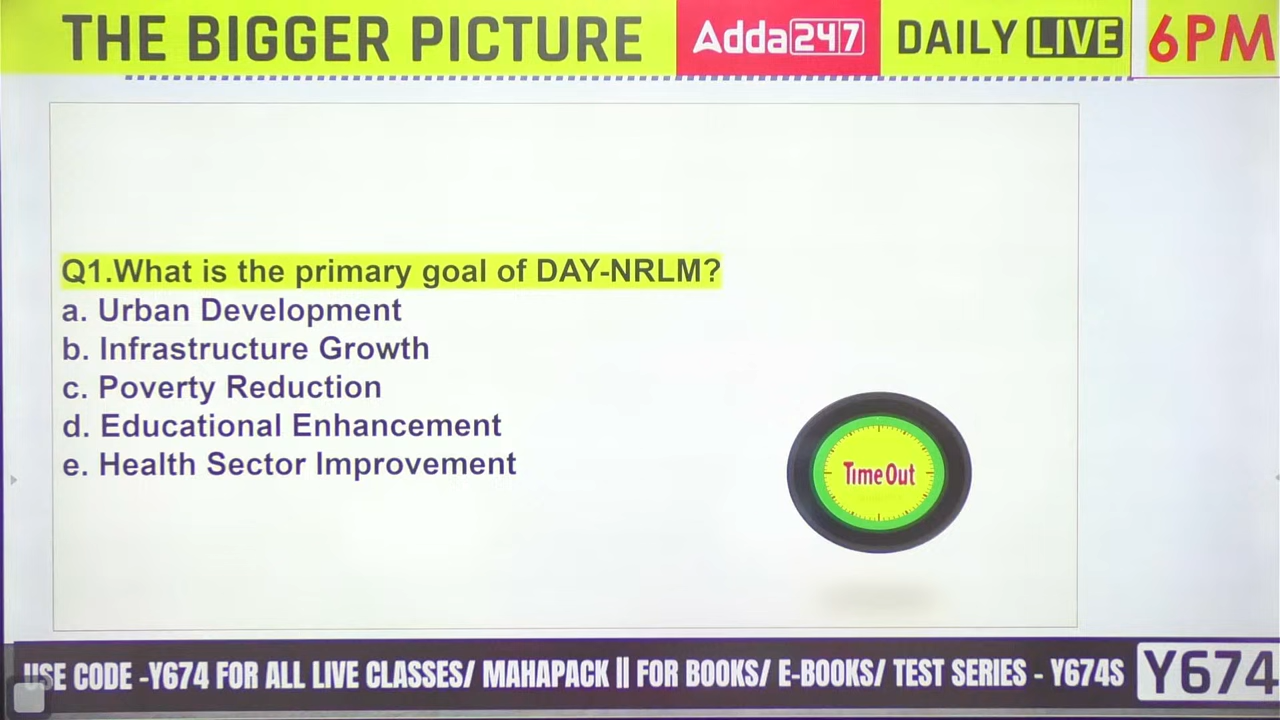 THE BIGGER PICTURE Adda247 DAILY LIVE 6PM
Q1.What is the primary goal of DAY-NRLM?
a. Urban Development
b. Infrastructure Growth
c. Poverty Reduction
d. Educational Enhancement
e. Health Sector Improvement
Time Out
USE CODE -Y674 FOR ALL LIVE CLASSES/ MAHAPACK || FOR BOOKS/ E-BOOKS/ TEST SERIES - Y674S Y674